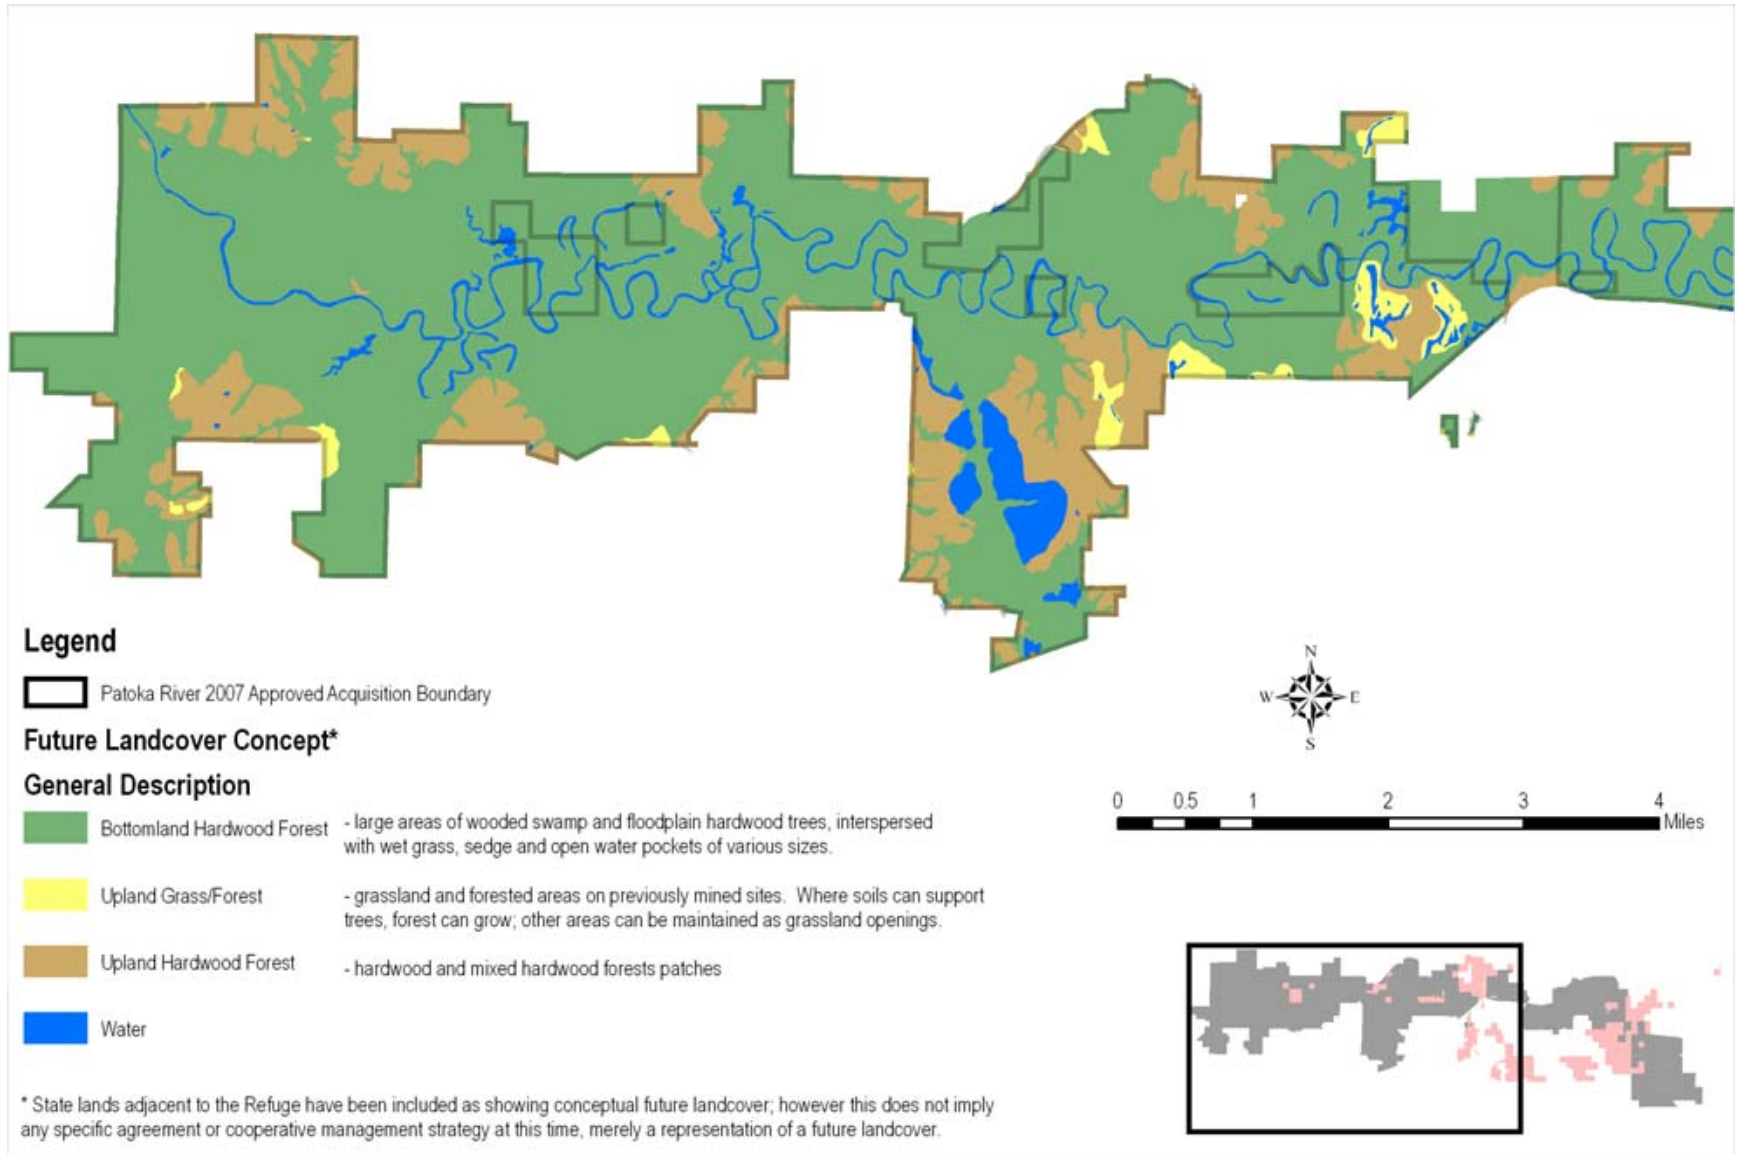 Legend
Patoka River 2007 Approved Acquisition Boundary
Future Landcover Concept*
General Description
Bottomland Hardwood Forest - large areas of wooded swamp and floodplain hardwood trees, interspersed
with wet grass, sedge and open water pockets of various sizes.
Upland Grass/Forest - grassland and forested areas on previously mined sites. Where soils can support
trees, forest can grow; other areas can be maintained as grassland openings.
Upland Hardwood Forest - hardwood and mixed hardwood forests patches
Water
* State lands adjacent to the Refuge have been included as showing conceptual future landcover; however this does not imply
any specific agreement or cooperative management strategy at this time, merely a representation of a future landcover.
N
W E
S
0 0.5 1 2 3 4
Miles